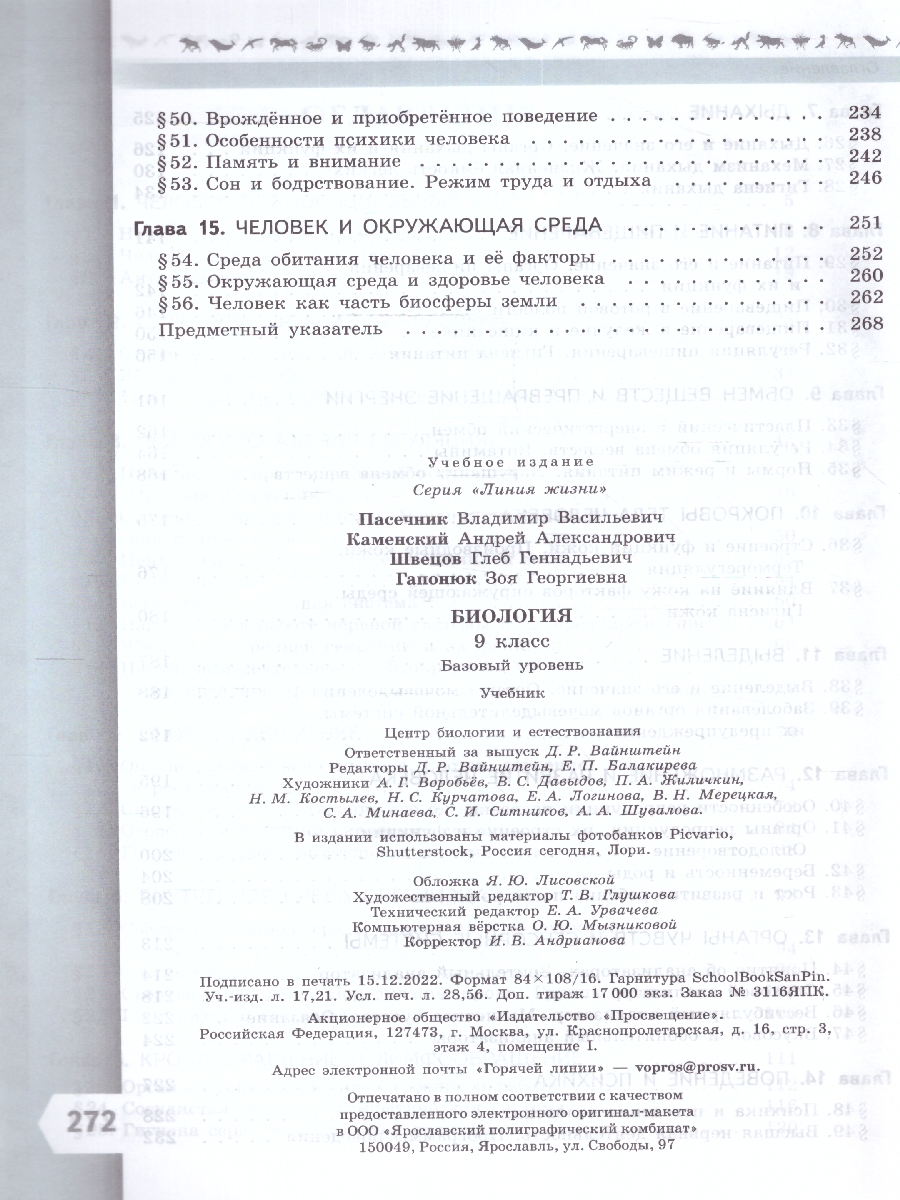 § 50. Врождённое и приобретённое поведение . . . . . . . . . . . . . . . 234
§ 51. Особенности психики человека . . . . . . . . . . . . . . . . . . . . 238
§ 52. Память и внимание . . . . . . . . . . . . . . . . . . . . . . . . . . 242
§ 53. Сон и бодрствование. Режим труда и отдыха . . . . . . . . . . . 246
Глава 15. ЧЕЛОВЕК И ОКРУЖАЮЩАЯ СРЕДА . . . . . . . . . . . . 251
§ 54. Среда обитания человека и её факторы . . . . . . . . . . . . . . 252
§ 55. Окружающая среда и здоровье человека . . . . . . . . . . . . . . 260
§ 56. Человек как часть биосферы земли . . . . . . . . . . . . . . . . 262
Предметный указатель . . . . . . . . . . . . . . . . . . . . . . . . . . . 268
Учебное издание
Серия «Линия жизни»
Пасечник Владимир Васильевич
Каменский Андрей Александрович
Швецов Глеб Геннадьевич
Гапонюк Зоя Георгиевна
БИОЛОГИЯ
9 класс
Базовый уровень
Учебник
Центр биологии и естествознания
Ответственный за выпуск Д. Р. Вайнштейн
Редакторы Д. Р. Вайнштейн, Е. П. Балакирева
Художники А. Г. Воробьёв, В. С. Давыдов, П. А. Жиличкин,
Н. М. Костылев, Н. С. Курчатова, Е. А. Логинова, В. Н. Мерецкая,
С. А. Минаева, С. И. Ситников, А. А. Шувалова.
В издании использованы материалы фотобанков Picvario,
Shutterstock, Россия сегодня, Лори.
Обложка Я. Ю. Лисовской
Художественный редактор Т. В. Глушкова
Технический редактор Е. А. Урвачева
Компьютерная вёрстка О. Ю. Мызниковой
Корректор И. В. Андрианова
Подписано в печать 15.12.2022. Формат 84×108/16. Гарнитура SchoolBookSanPin.
Уч.-изд. л. 17,21. Усл. печ. л. 28,56. Доп. тираж 17 000 экз. Заказ № 3116ЯПК.
Акционерное общество «Издательство «Просвещение».
Российская Федерация, 127473, г. Москва, ул. Краснопролетарская, д. 16, стр. 3,
этаж 4, помещение I.
Адрес электронной почты «Горячей линии» — vopros@prosv.ru.
Отпечатано в полном соответствии с качеством
предоставленного электронного оригинал-макета
в ООО «Ярославский полиграфический комбинат»
150049, Россия, Ярославль, ул. Свободы, 97
272